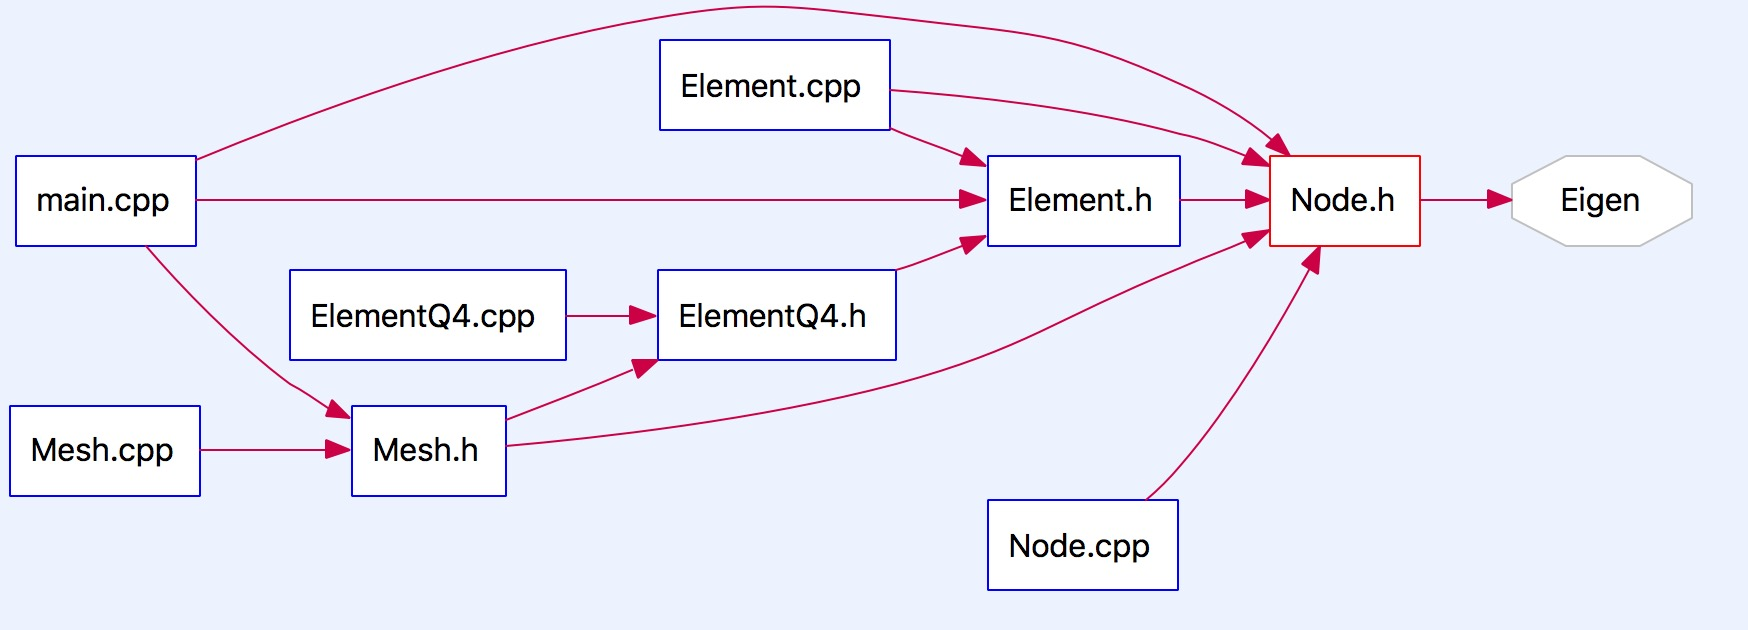 Element.cpp
main.cpp
Element.h
Node.h
Eigen
ElementQ4.cpp
ElementQ4.h
Mesh.cpp
Mesh.h
Node.cpp